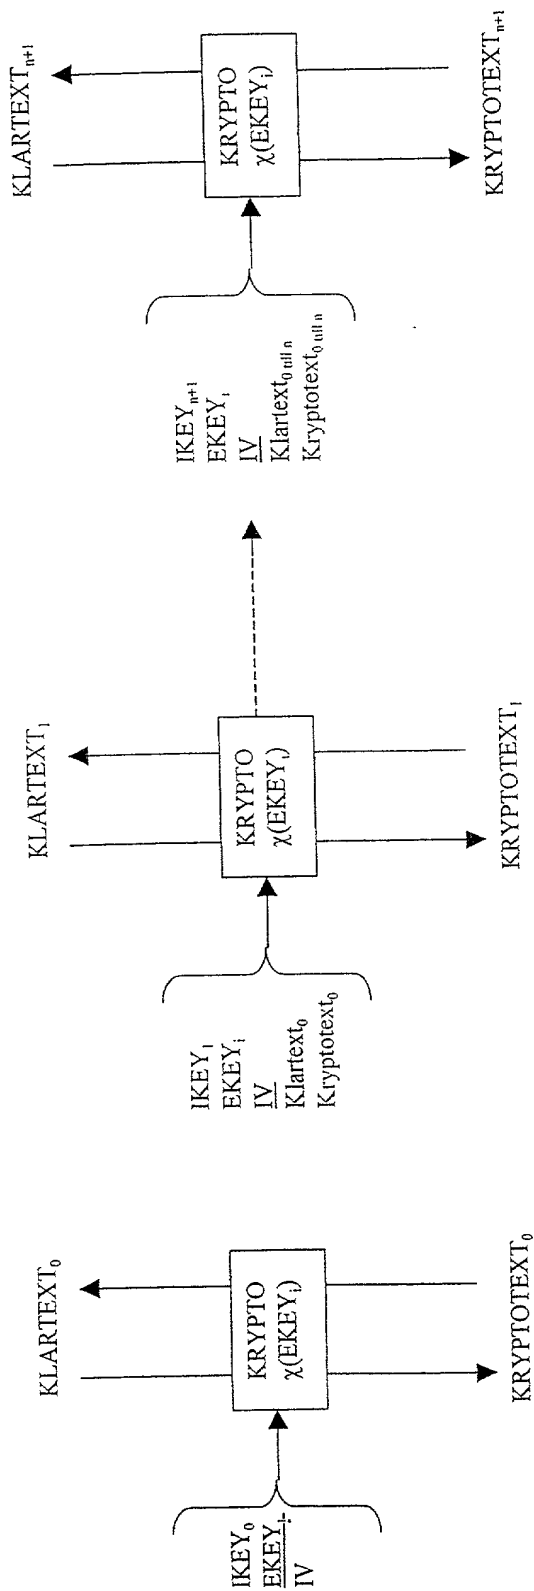 KLARTEXT₀
IKEY₀
EKEYᵢ,
IV
KRYPTO
χ(EKEYᵢ)
KRYPTOTEXT₀
KLARTEXT₁
IKEY₁
EKEYᵢ
IV
Klartext₀
Kryptotext₀
KRYPTO
χ(EKEYᵢ)
KRYPTOTEXT₁
KLARTEXTₙ₊₁
IKEYₙ₊₁
EKEYᵢ
IV
Klartext₀ till n
Kryptotext₀ till n
KRYPTO
χ(EKEYᵢ)
KRYPTOTEXTₙ₊₁